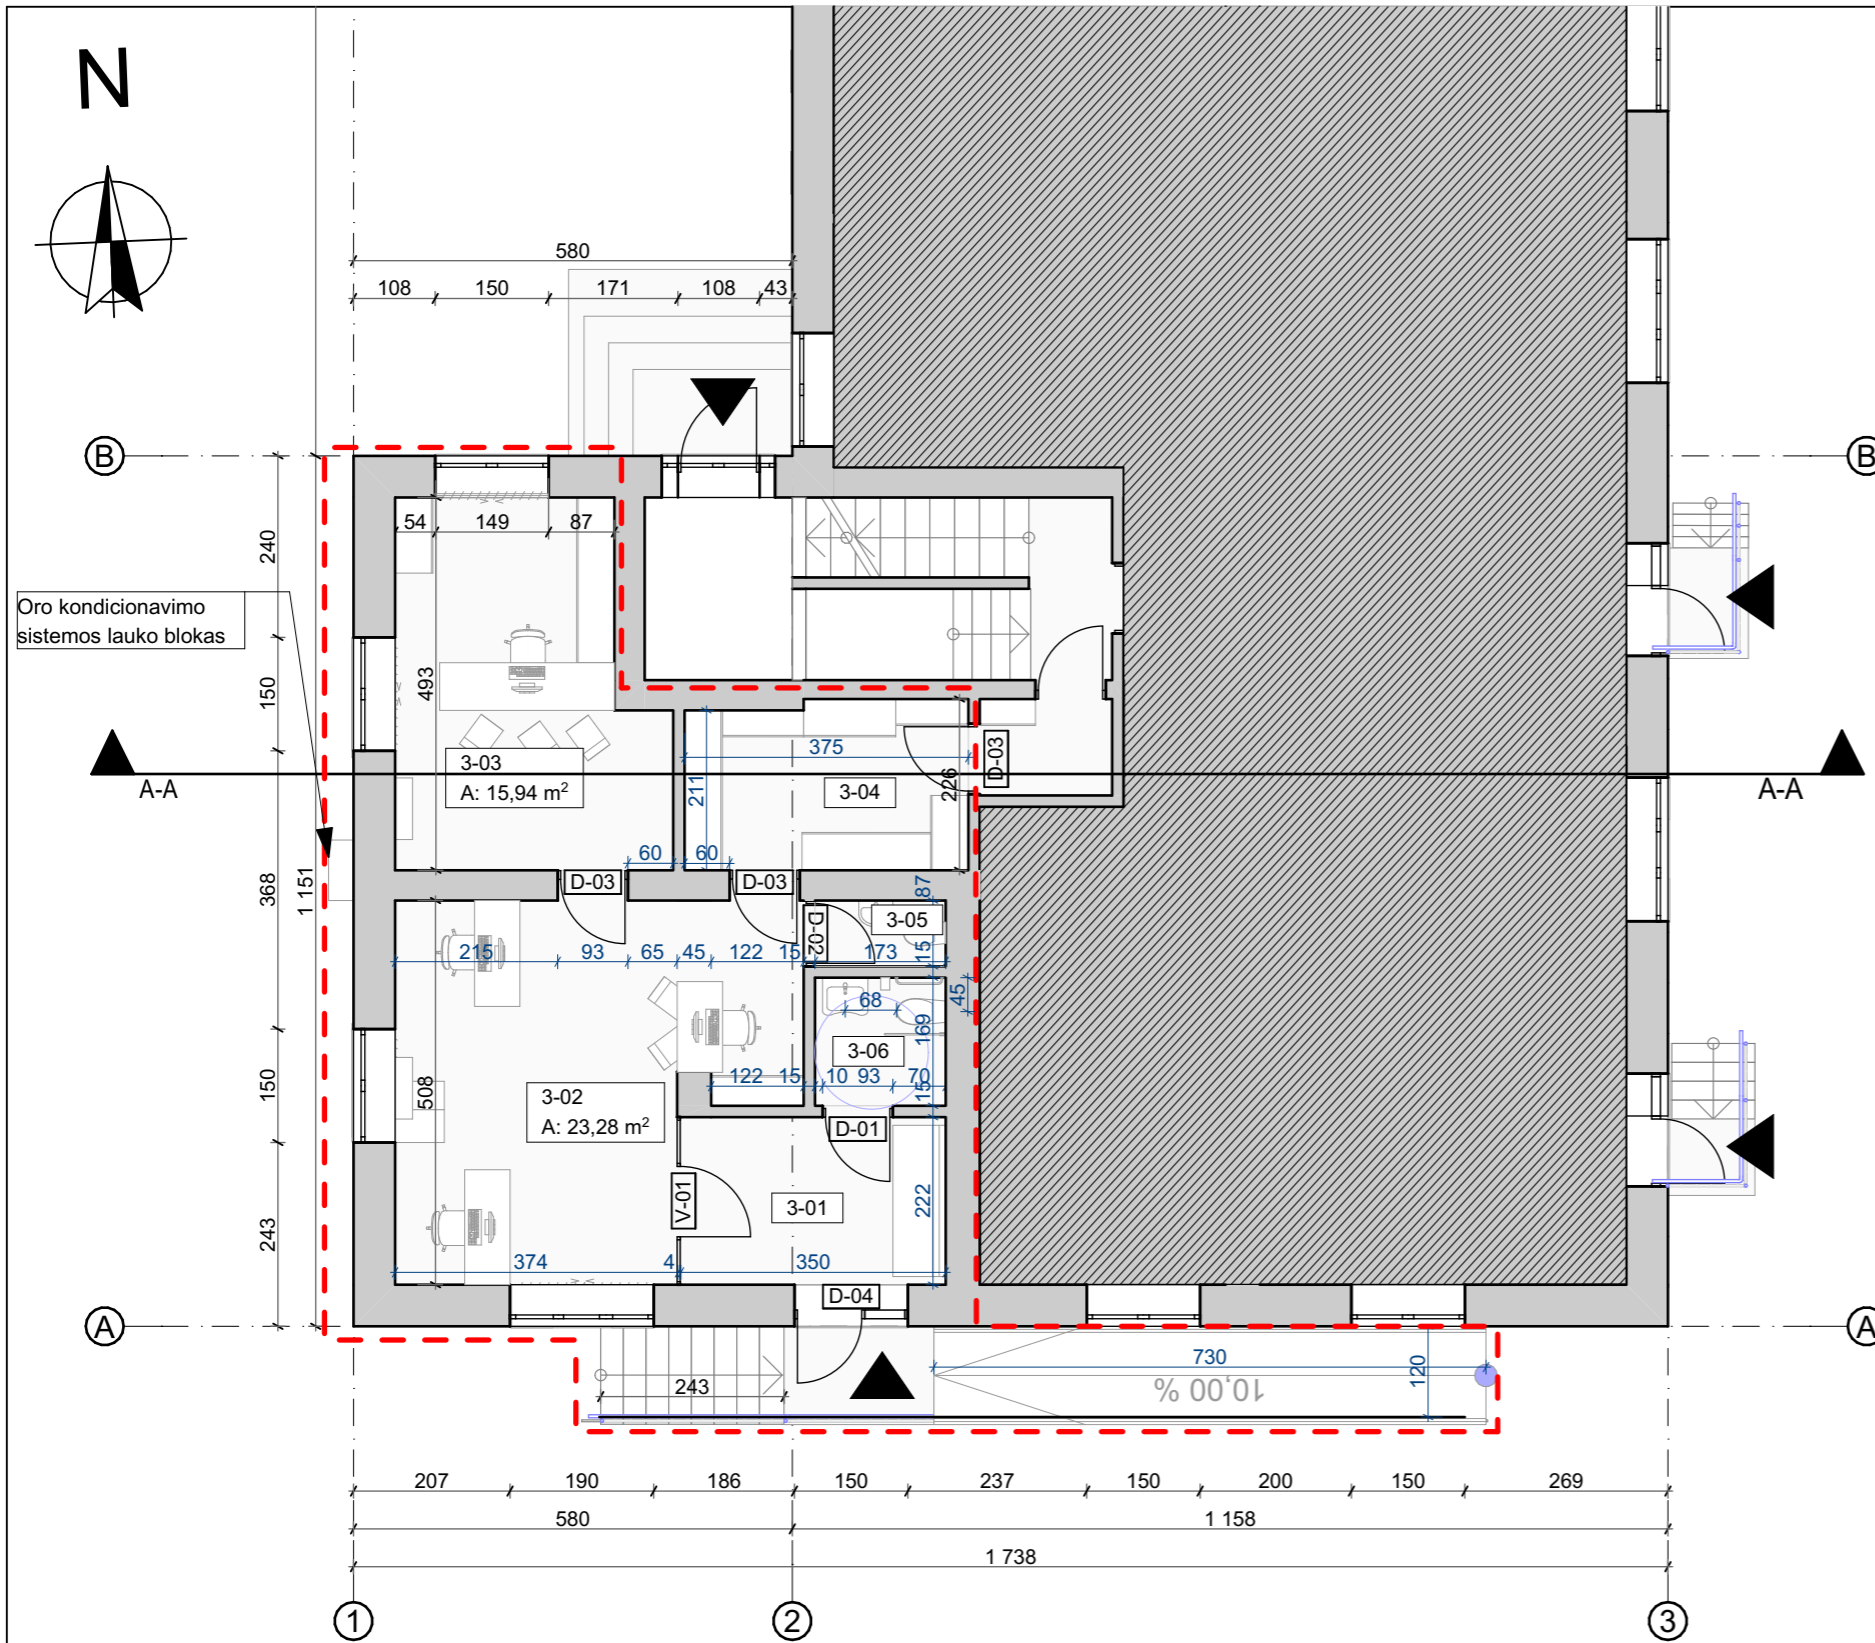 N
580
108 150 171 108 43
B
B
54 149 87
240
Oro kondicionavimo
sistemos lauko blokas
150
493
375
D-03
3-03
A: 15,94 m²
211
3-04
226
A-A
A-A
60 60
D-03
D-03
368
1 151
87
3-05
D-02
215 93 65 45 122 15 173
15
45
68
169
3-06
122 15 10 93 70
15
150
508
3-02
A: 23,28 m²
D-01
V-01
3-01
222
243
374 4 350
D-04
A
A
730
120
243
10,00 %
207 190 186 150 237 150 200 150 269
580 1 158
1 738
1 2 3